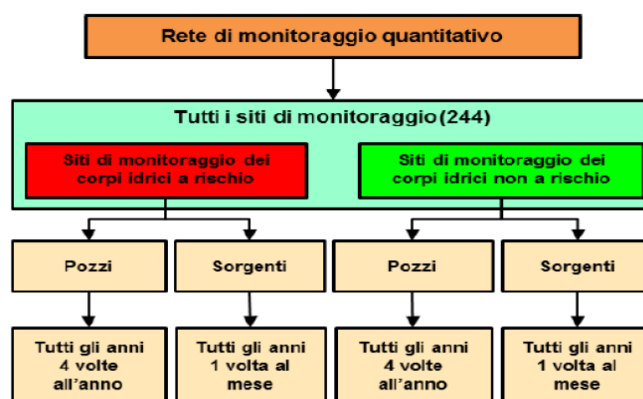 Rete di monitoraggio quantitativo
Tutti i siti di monitoraggio(244)
Siti di monitoraggio dei
corpi idrici a rischio
Siti di monitoraggio dei
corpi idrici non a rischio
Pozzi
Sorgenti
Pozzi
Sorgenti
Tutti gli anni
4 volte
all'anno
Tutti gli anni
1 volta al
mese
Tutti gli anni
4 volte
all'anno
Tutti gli anni
1 volta al
mese